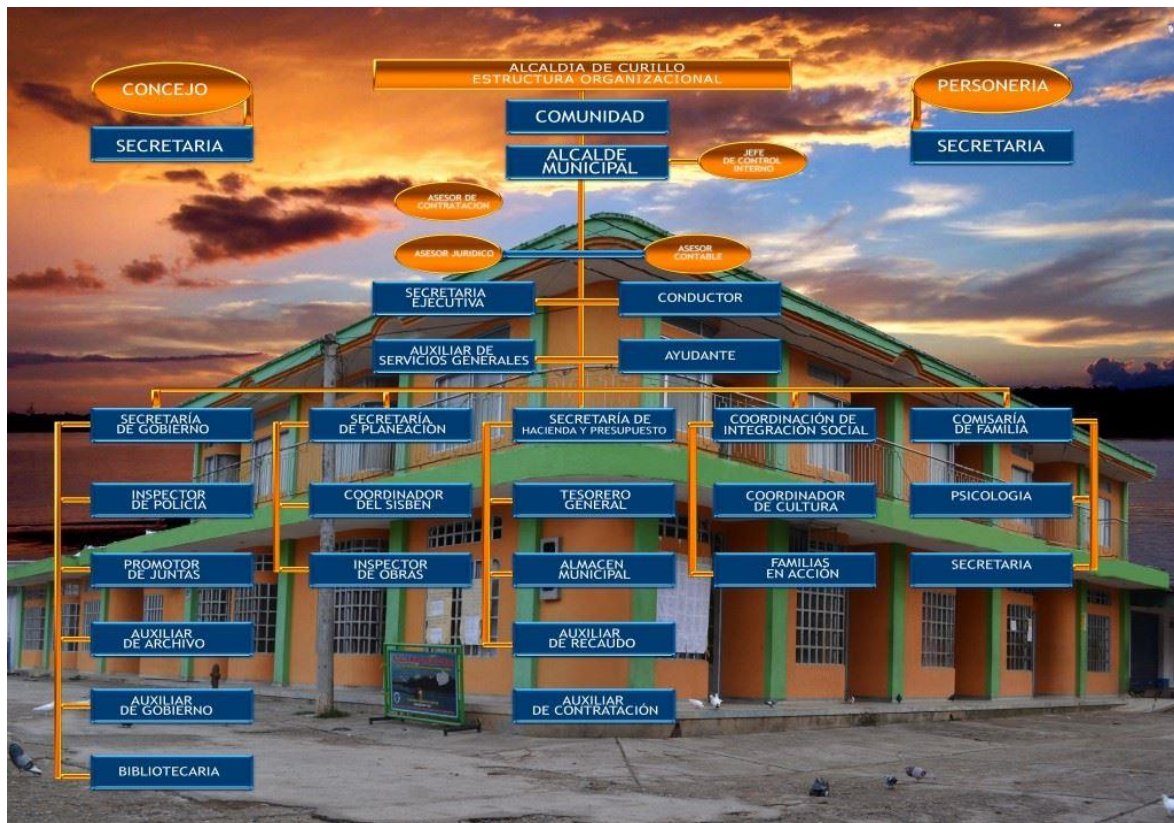 ALCALDIA DE CURILLO
ESTRUCTURA ORGANIZACIONAL
CONCEJO
SECRETARIA
PERSONERIA
SECRETARIA
COMUNIDAD
ALCALDE
MUNICIPAL
JEFE
DE CONTROL
INTERNO
ASESOR DE
CONTRATACION
ASESOR JURIDICO
ASESOR
CONTABLE
SECRETARIA
EJECUTIVA
CONDUCTOR
AUXILIAR DE
SERVICIOS GENERALES
AYUDANTE
SECRETARÍA
DE GOBIERNO
INSPECTOR
DE POLICÍA
PROMOTOR
DE JUNTAS
AUXILIAR
DE ARCHIVO
AUXILIAR
DE GOBIERNO
BIBLIOTECARIA
SECRETARÍA
DE PLANEACIÓN
COORDINADOR
DEL SISBEN
INSPECTOR
DE OBRAS
SECRETARÍA DE
HACIENDA Y PRESUPUESTO
TESORERO
GENERAL
ALMACEN
MUNICIPAL
AUXILIAR
DE RECAUDO
AUXILIAR
DE CONTRATACIÓN
COORDINACIÓN DE
INTEGRACIÓN SOCIAL
COORDINADOR
DE CULTURA
FAMILIAS
EN ACCIÓN
COMISARÍA
DE FAMILIA
PSICOLOGIA
SECRETARIA